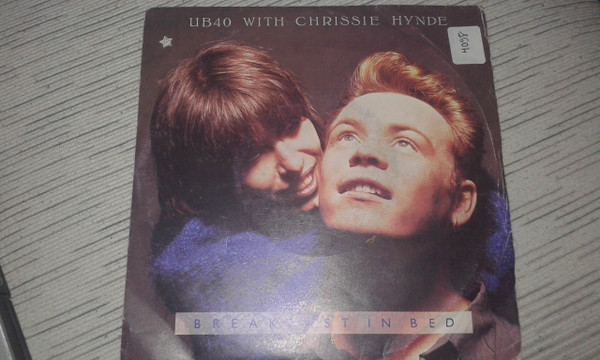 UB40 WITH CHRISSIE HYNDE
BREAKFAST IN BED